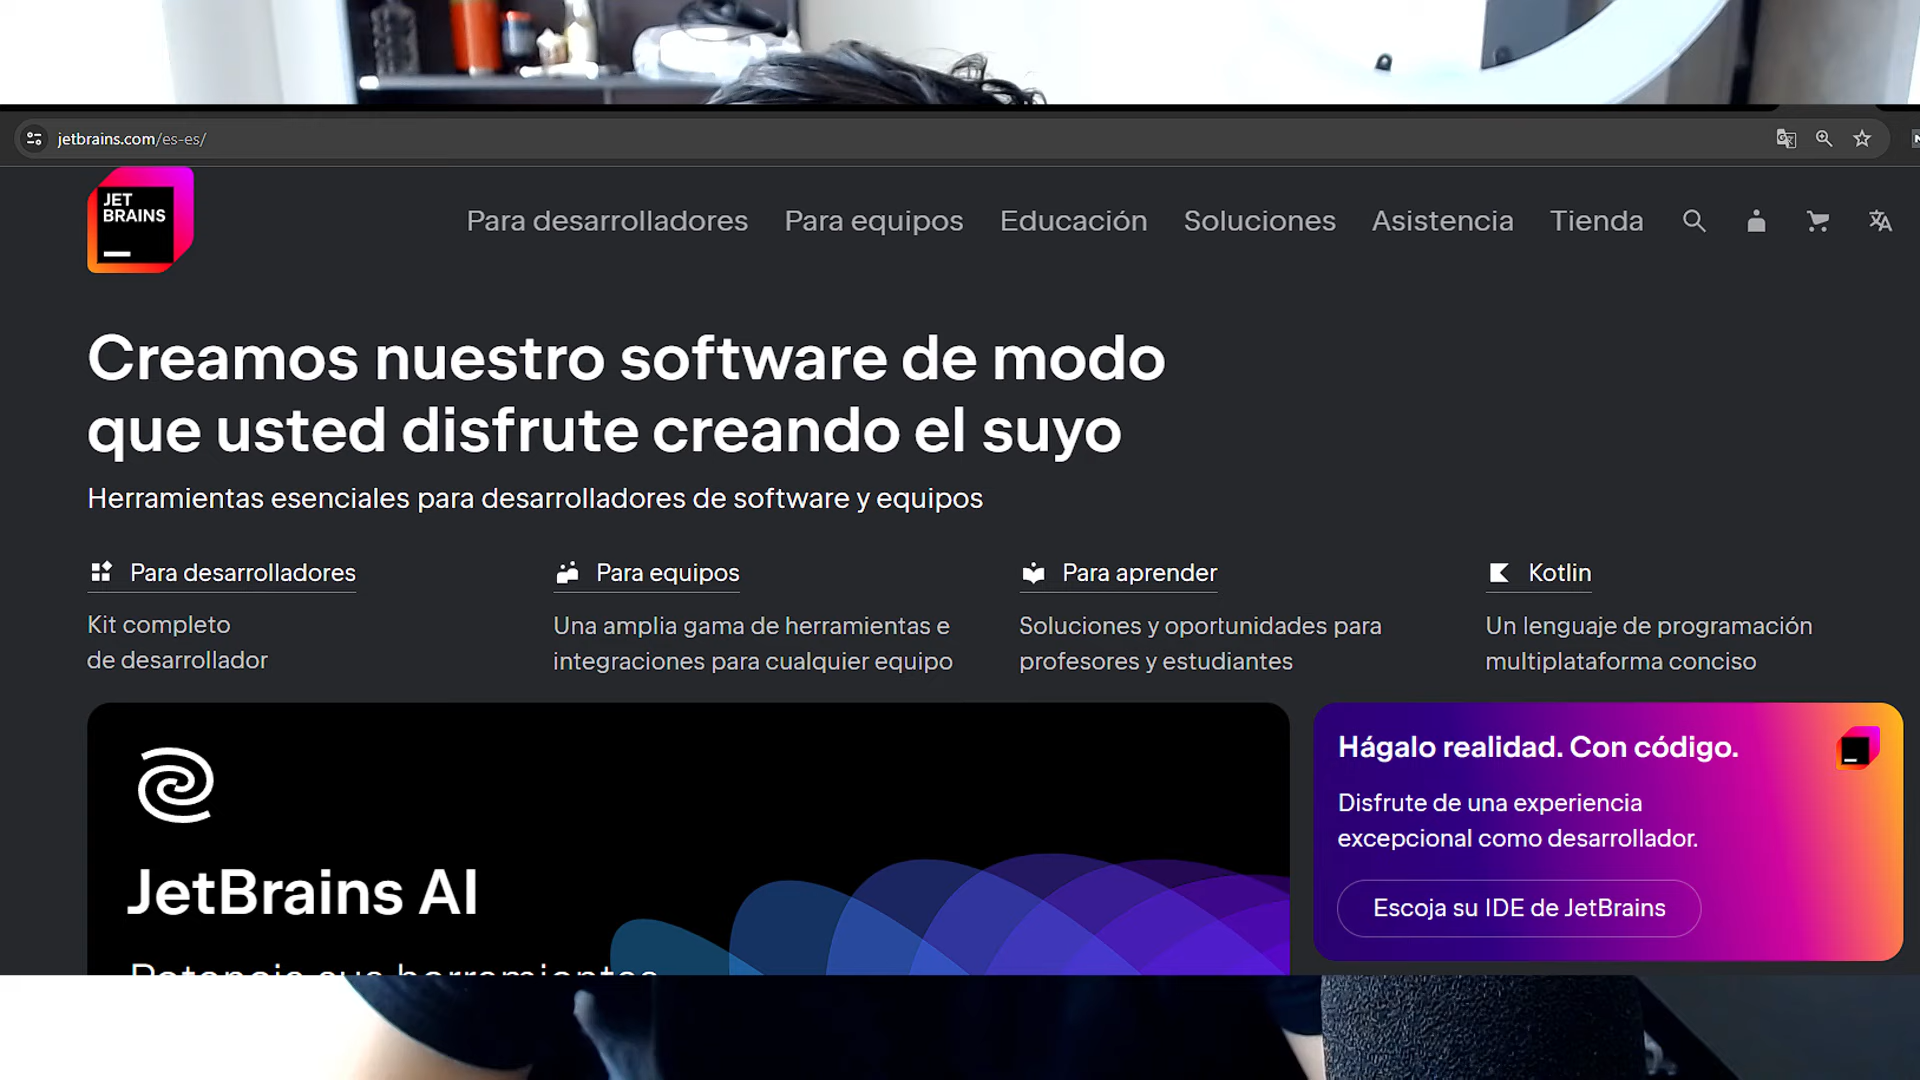 jetbrains.com/es-es/
JET
BRAINS
Para desarrolladores Para equipos Educación Soluciones Asistencia Tienda
Creamos nuestro software de modo
que usted disfrute creando el suyo
Herramientas esenciales para desarrolladores de software y equipos
Para desarrolladores
Kit completo
de desarrollador
Para equipos
Una amplia gama de herramientas e
integraciones para cualquier equipo
Para aprender
Soluciones y oportunidades para
profesores y estudiantes
Kotlin
Un lenguaje de programación
multiplataforma conciso
JetBrains AI
Potencie sus herramientas
Hágalo realidad. Con código.
Disfrute de una experiencia
excepcional como desarrollador.
Escoja su IDE de JetBrains